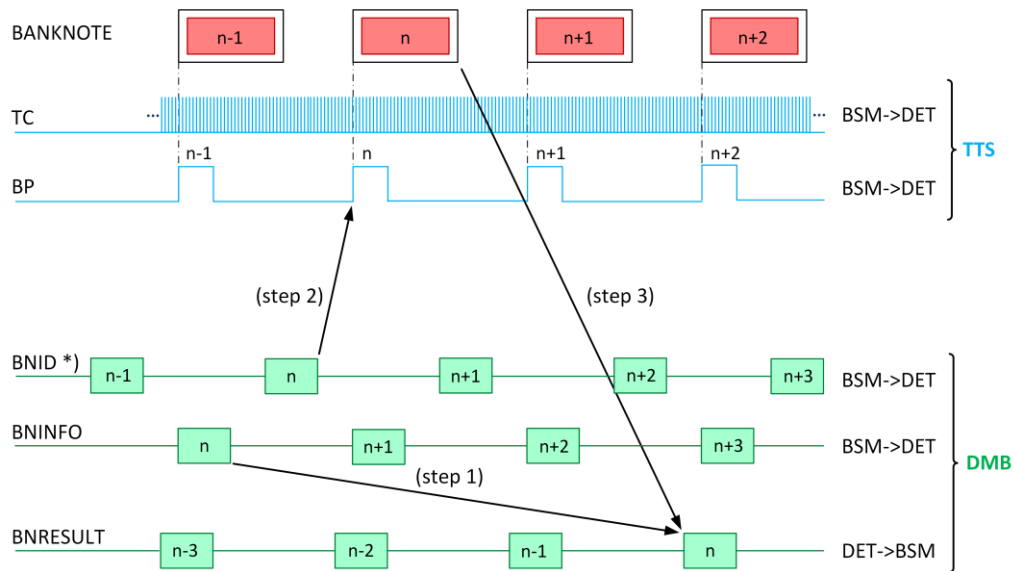 BANKNOTE n-1 n n+1 n+2
TC ... ... BSM->DET
n-1 n n+1 n+2
TTS
BP BSM->DET
(step 2) (step 3)
BNID *) n-1 n n+1 n+2 n+3 BSM->DET
BNINFO n n+1 n+2 n+3 BSM->DET
DMB
(step 1)
BNRESULT n-3 n-2 n-1 n DET->BSM